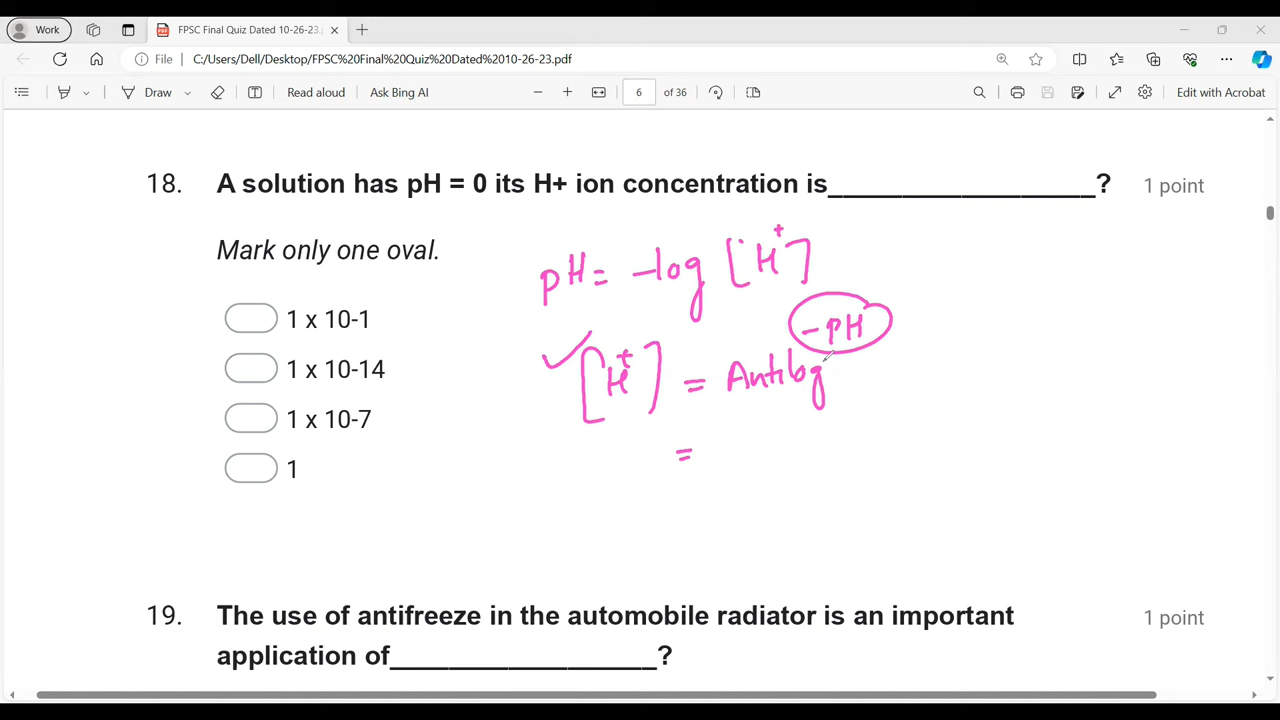 Work
FPSC Final Quiz Dated 10-26-23.
File
C:/Users/Dell/Desktop/FPSC%20Final%20Quiz%20Dated%2010-26-23.pdf
Draw
Read aloud
Ask Bing AI
6 of 36
Edit with Acrobat
18. A solution has pH = 0 its H+ ion concentration is__________________? 1 point
Mark only one oval.
pH = -log [H+]
1 x 10-1
-pH
1 x 10-14
[H+] = Antilog
1 x 10-7
=
1
19. The use of antifreeze in the automobile radiator is an important 1 point
application of__________________?